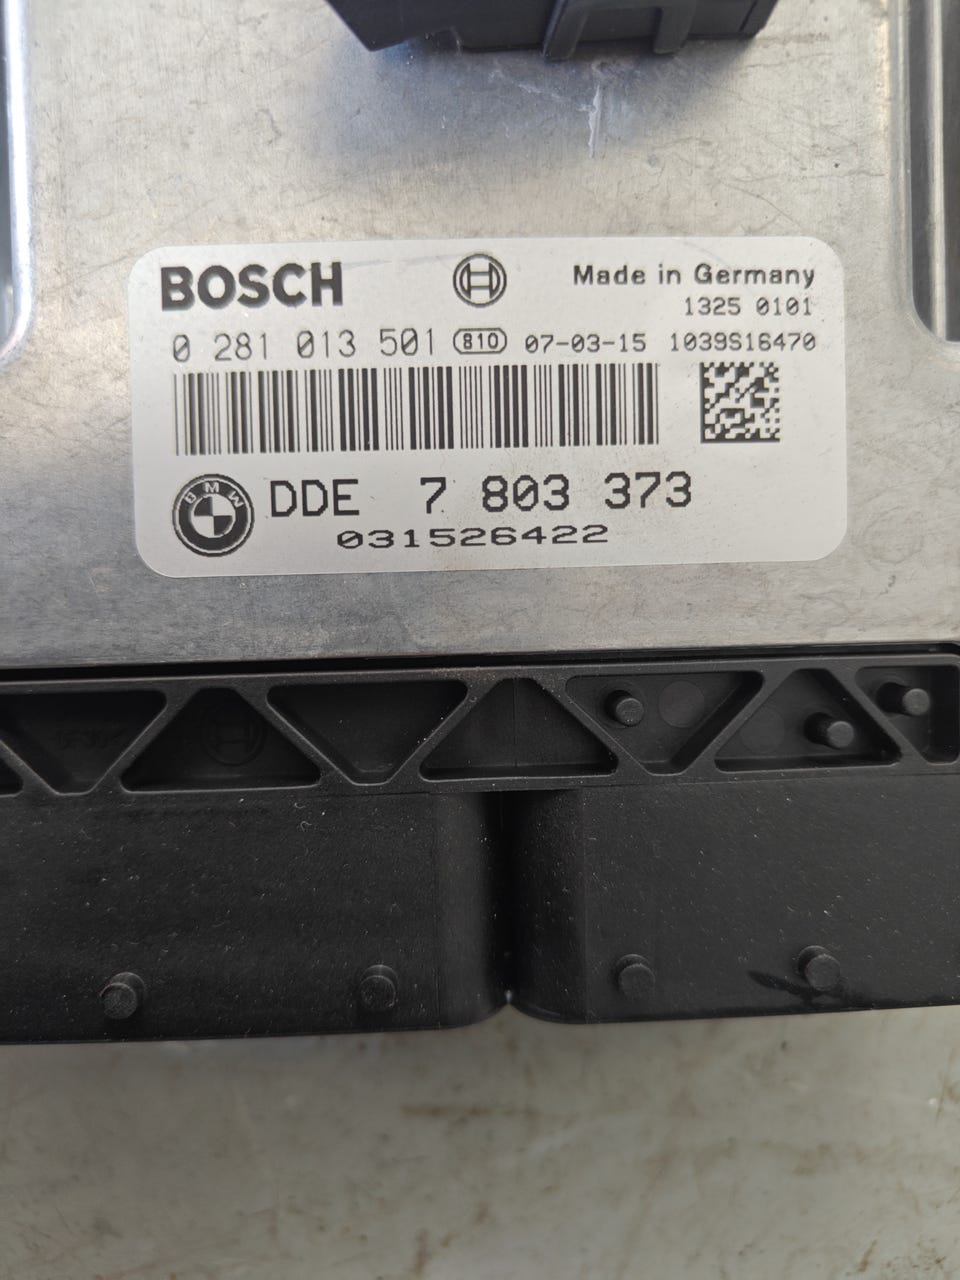 BOSCH
Made in Germany
1325 0101
0 281 013 501 810 07-03-15 1039S16470
BMW
DDE 7 803 373
031526422